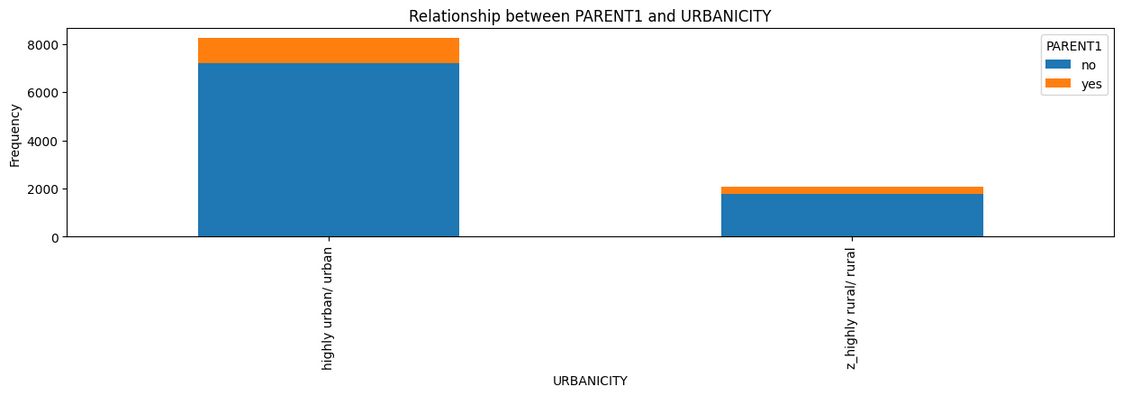 Relationship between PARENT1 and URBANICITY
Frequency
8000
6000
4000
2000
0
PARENT1
no
yes
highly urban/ urban
z_highly rural/ rural
URBANICITY